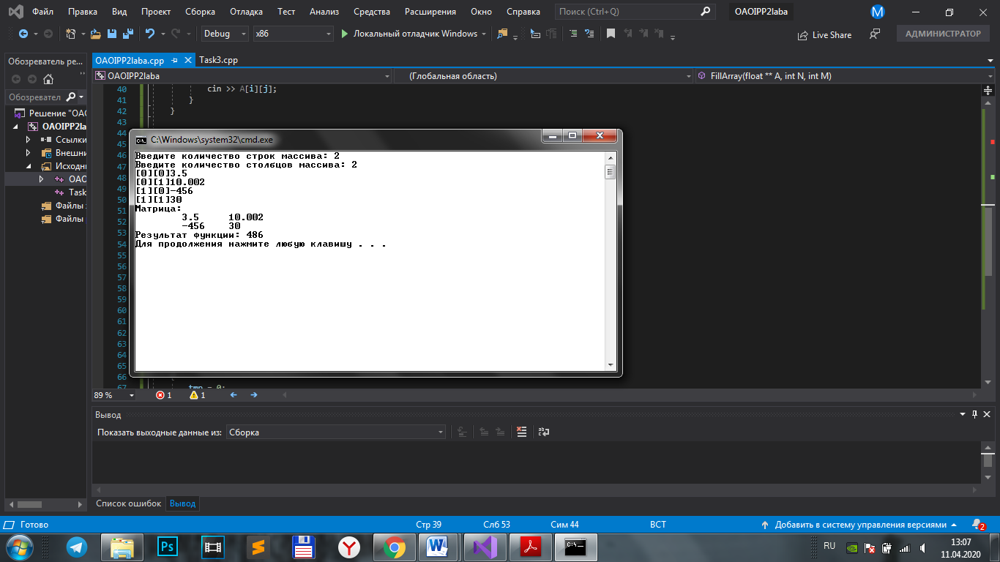 Файл Правка Вид Проект Сборка Отладка Тест Анализ Средства Расширения Окно Справка Поиск (Ctrl+Q) OAOIPP2laba М
Debug x86 Локальный отладчик Windows Live Share АДМИНИСТРАТОР
Обозреватель ре... OAOIPP2laba.cpp Task3.cpp
OAOIPP2laba (Глобальная область) FillArray(float ** A, int N, int M)
Обозревател
Решение "OAO
OAOIPP2la
Ссылки
Внешни
Исходн
OAO
Task
Файлы
Файлы
40 cin >> A[i][j];
41 }
42 }
43
44
45
46
47
48
49
50
51
52
53
54
55
56
57
58
59
60
61
62
63
64
65
66
67 tmp = 0;
C:\Windows\system32\cmd.exe
Введите количество строк массива: 2
Введите количество столбцов массива: 2
[0][0]3.5
[0][1]10.002
[1][0]-456
[1][1]30
Матрица:
3.5 10.002
-456 30
Результат функции: 486
Для продолжения нажмите любую клавишу . . .
89 % 1 1
Вывод
Показать выходные данные из: Сборка
Список ошибок Вывод
Готово Стр 39 Слб 53 Сим 44 ВСТ Добавить в систему управления версиями 2
RU 13:07
11.04.2020